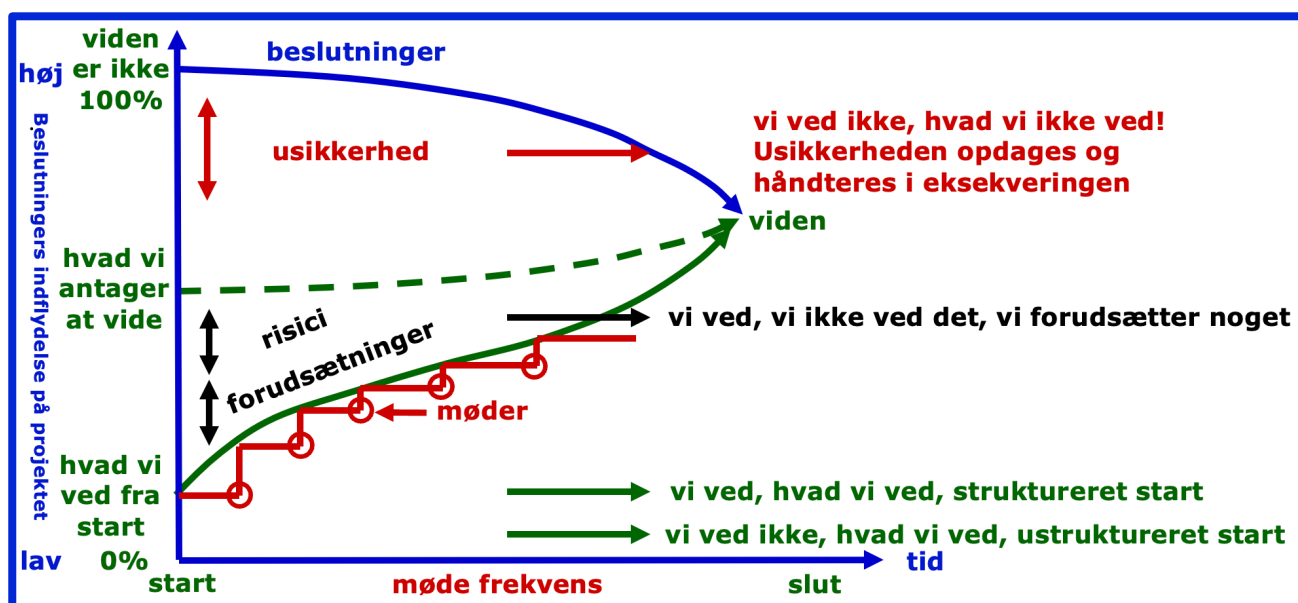 viden
er ikke
100%
høj
beslutninger
Beslutningers indflydelse på projektet
usikkerhed
vi ved ikke, hvad vi ikke ved!
Usikkerheden opdages og
håndteres i eksekveringen
viden
hvad vi
antager
at vide
risici
forudsætninger
vi ved, vi ikke ved det, vi forudsætter noget
møder
hvad vi
ved fra
start
vi ved, hvad vi ved, struktureret start
vi ved ikke, hvad vi ved, ustruktureret start
lav
0%
tid
start
møde frekvens
slut